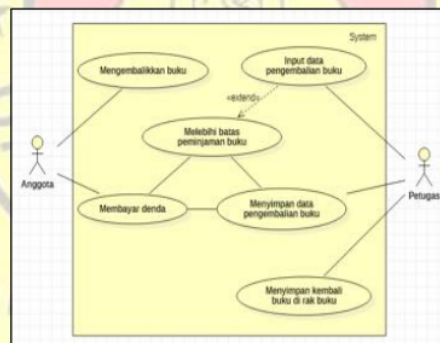 System
Mengembalikkan buku
Input data
pengembalian buku
«extend»
Melebihi batas
peminjaman buku
Anggota
Petugas
Membayar denda
Menyimpan data
pengembalian buku
Menyimpan kembali
buku di rak buku